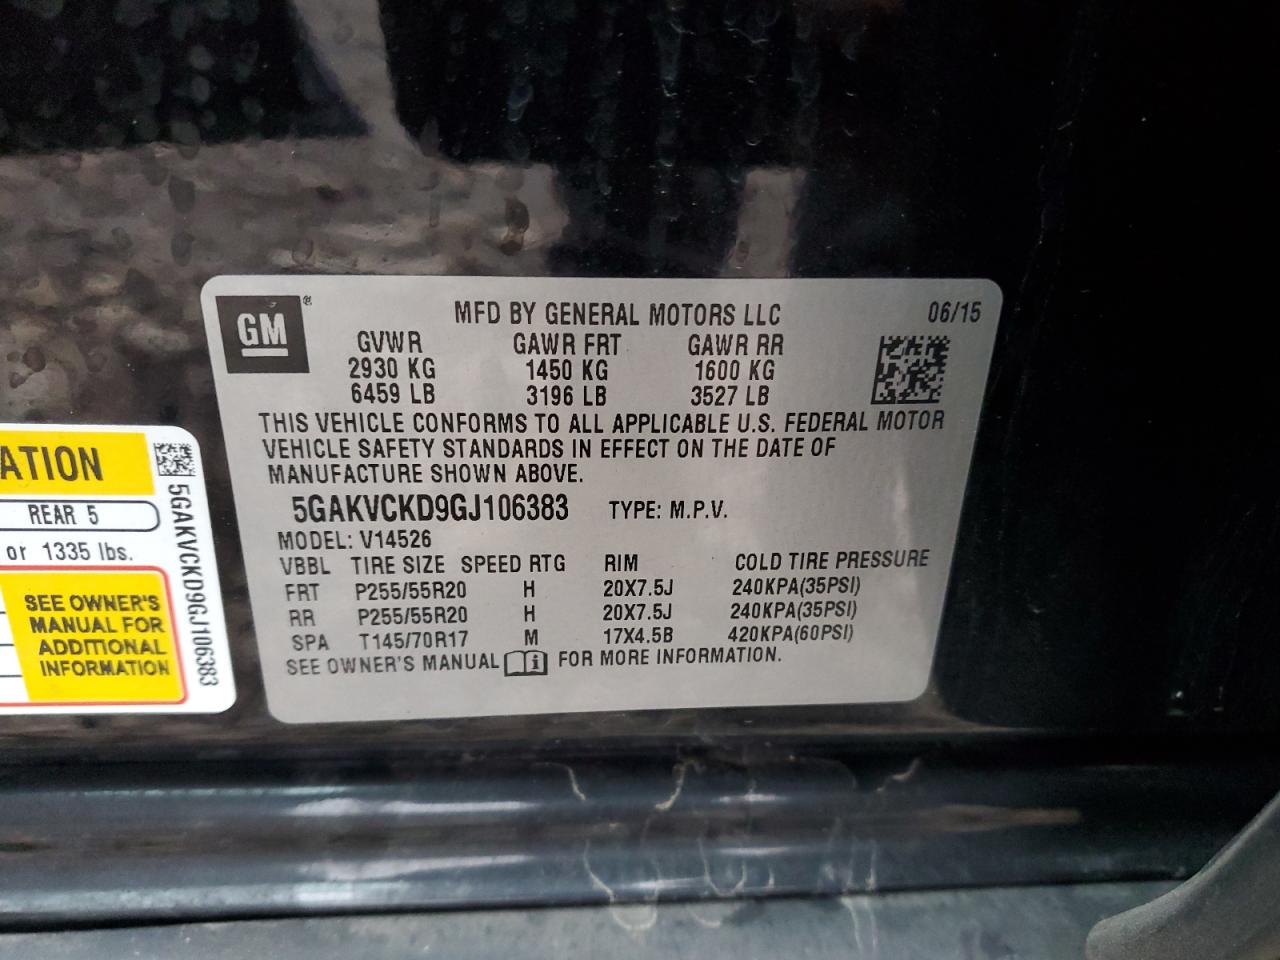 GM ®
MFD BY GENERAL MOTORS LLC 06/15
GVWR GAWR FRT GAWR RR
2930 KG 1450 KG 1600 KG
6459 LB 3196 LB 3527 LB
THIS VEHICLE CONFORMS TO ALL APPLICABLE U.S. FEDERAL MOTOR
VEHICLE SAFETY STANDARDS IN EFFECT ON THE DATE OF
MANUFACTURE SHOWN ABOVE.
5GAKVCKD9GJ106383 TYPE: M.P.V.
MODEL: V14526
VBBL TIRE SIZE SPEED RTG RIM COLD TIRE PRESSURE
FRT P255/55R20 H 20X7.5J 240KPA(35PSI)
RR P255/55R20 H 20X7.5J 240KPA(35PSI)
SPA T145/70R17 M 17X4.5B 420KPA(60PSI)
SEE OWNER'S MANUAL i FOR MORE INFORMATION.
ATION
REAR 5
or 1335 lbs.
SEE OWNER'S
MANUAL FOR
ADDITIONAL
INFORMATION
5GAKVCKD9GJ106383